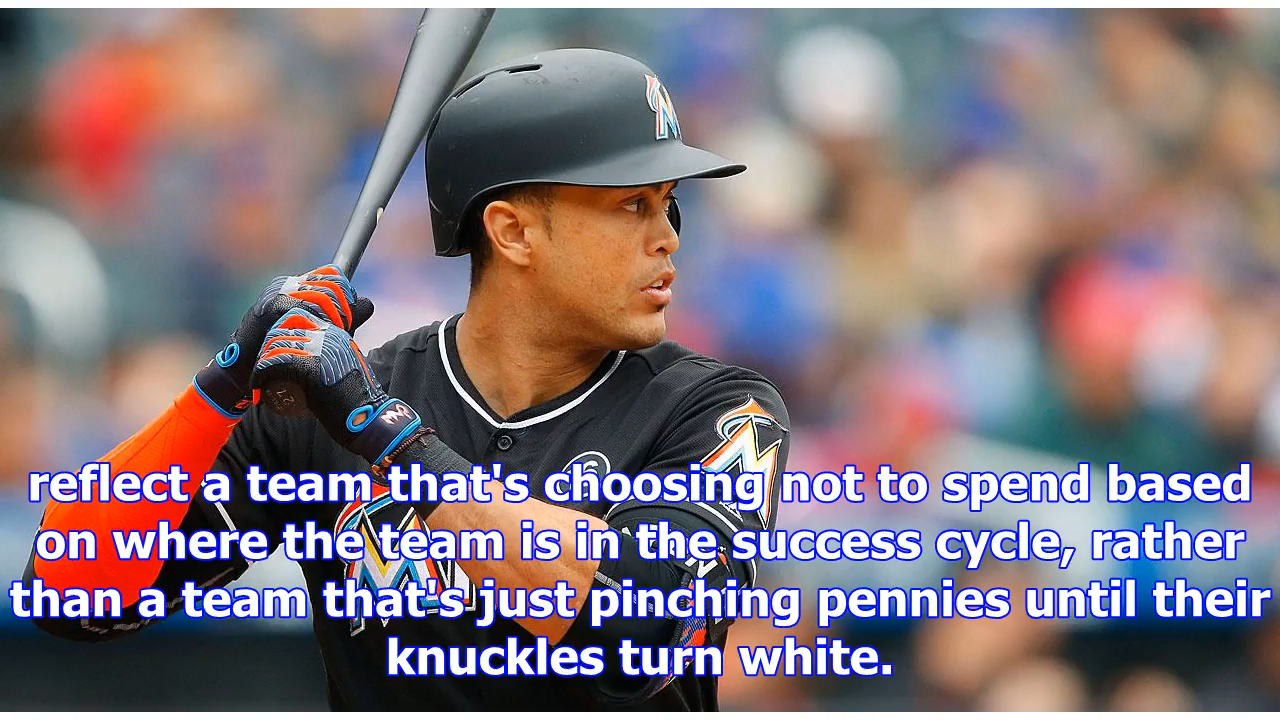 reflect a team that's choosing not to spend based
on where the team is in the success cycle, rather
than a team that's just pinching pennies until their
knuckles turn white.